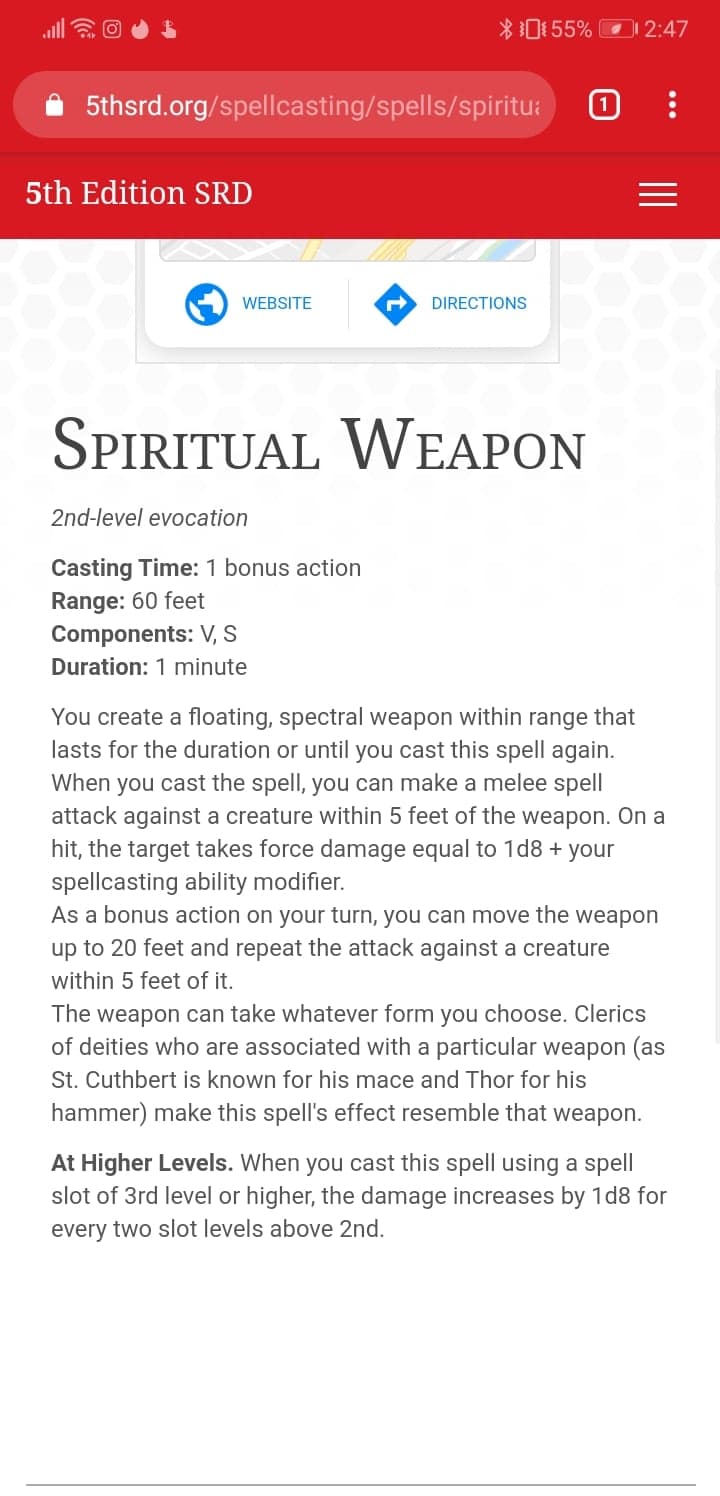 55% 2:47
5thsrd.org/spellcasting/spells/spiritua
1
5th Edition SRD
WEBSITE DIRECTIONS
Spiritual Weapon
2nd-level evocation
Casting Time: 1 bonus action
Range: 60 feet
Components: V, S
Duration: 1 minute
You create a floating, spectral weapon within range that
lasts for the duration or until you cast this spell again.
When you cast the spell, you can make a melee spell
attack against a creature within 5 feet of the weapon. On a
hit, the target takes force damage equal to 1d8 + your
spellcasting ability modifier.
As a bonus action on your turn, you can move the weapon
up to 20 feet and repeat the attack against a creature
within 5 feet of it.
The weapon can take whatever form you choose. Clerics
of deities who are associated with a particular weapon (as
St. Cuthbert is known for his mace and Thor for his
hammer) make this spell's effect resemble that weapon.
At Higher Levels. When you cast this spell using a spell
slot of 3rd level or higher, the damage increases by 1d8 for
every two slot levels above 2nd.